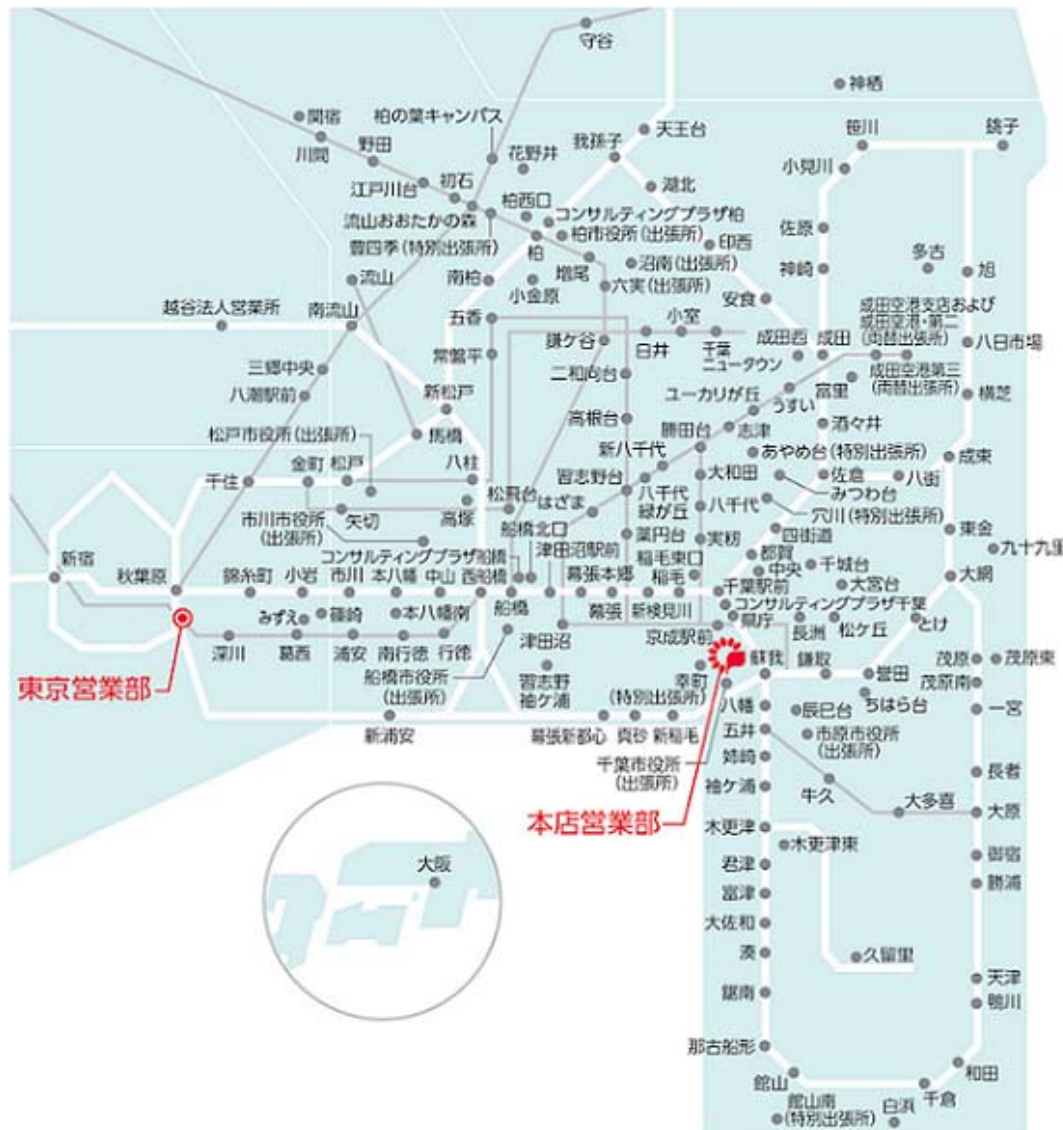 守谷
神栖
関宿
柏の葉キャンパス
天王台
笹川
銚子
川間
野田
花野井
我孫子
小見川
江戸川台
初石
柏西口
湖北
コンサルティングプラザ柏
流山おおたかの森
柏市役所(出張所)
印西
佐原
豊四季(特別出張所)
柏
増尾
沼南(出張所)
多古
旭
流山
南柏
小金原
六実(出張所)
神崎
安食
越谷法人営業所
南流山
五香
小室
成田空港支店および
成田空港・第二
(両替出張所)
常盤平
鎌ケ谷
白井
千葉
ニュータウン
成田西
成田
八日市場
三郷中央
二和向台
成田空港第三
(両替出張所)
八潮駅前
新松戸
ユーカリが丘
うすい
富里
横芝
松戸市役所(出張所)
馬橋
高根台
勝田台
志津
酒々井
新八千代
あやめ台(特別出張所)
金町
松戸
八柱
習志野台
大和田
佐倉
八街
成東
千住
みつわ台
市川市役所
(出張所)
矢切
高塚
松飛台
はざま
八千代
緑が丘
八千代
穴川(特別出張所)
船橋北口
薬円台
四街道
東金
コンサルティングプラザ船橋
津田沼駅前
稲毛東口
実籾
都賀
九十九里
新宿
秋葉原
錦糸町
小岩
市川
本八幡
中山
西船橋
幕張本郷
稲毛
千葉駅前
中央
千城台
大宮台
大網
みずえ
篠崎
本八幡南
船橋
幕張
新検見川
コンサルティングプラザ千葉
県庁
深川
葛西
浦安
南行徳
行徳
津田沼
京成駅前
長洲
松ケ丘
とけ
東京営業部
船橋市役所
(出張所)
習志野
袖ケ浦
幸町
(特別出張所)
蘇我
鎌取
誉田
茂原
茂原東
茂原南
八幡
辰巳台
ちはら台
一宮
新浦安
幕張新都心
真砂
新稲毛
五井
市原市役所
(出張所)
千葉市役所
(出張所)
姉崎
長者
袖ケ浦
牛久
大多喜
大原
本店営業部
木更津
木更津東
御宿
大阪
君津
勝浦
富津
大佐和
湊
久留里
天津
鋸南
鴨川
那古船形
和田
館山
千倉
館山南
(特別出張所)
白浜